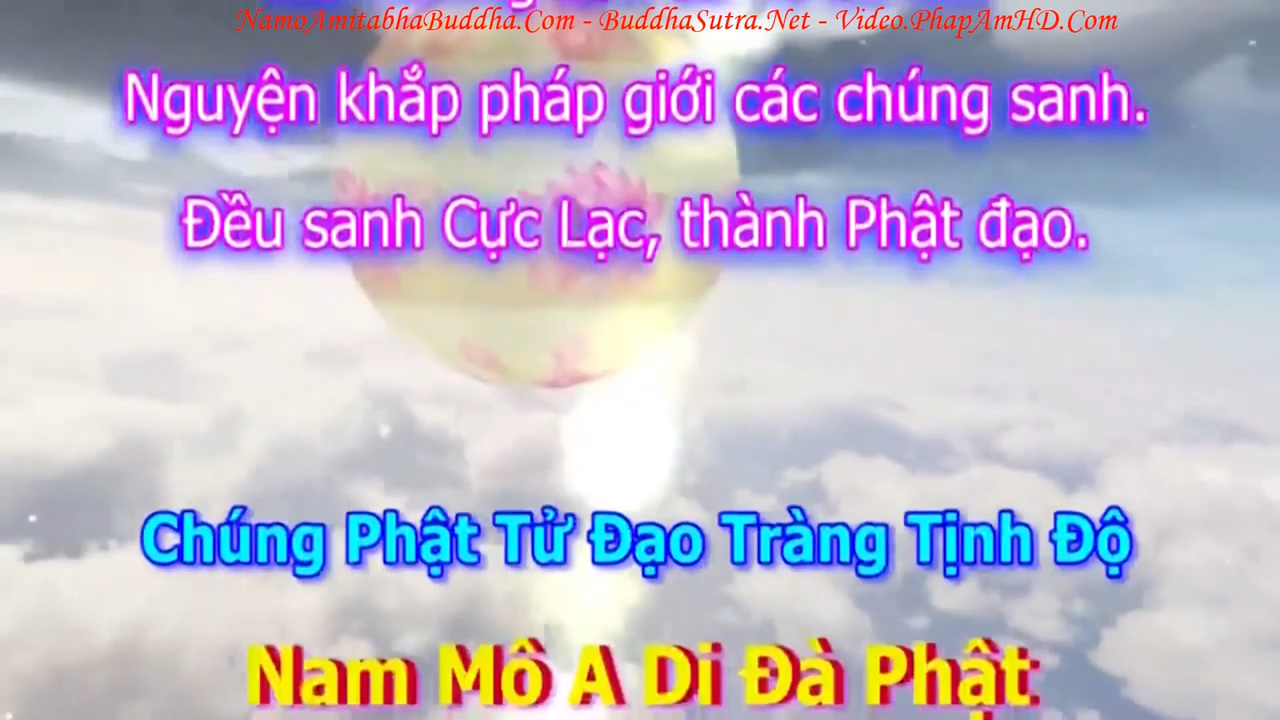 NamoAmitabhaBuddha.Com - BuddhaSutra.Net - Video.PhapAmHD.Com
Nguyện khắp pháp giới các chúng sanh.
Đều sanh Cực Lạc, thành Phật đạo.
Chúng Phật Tử Đạo Tràng Tịnh Độ
Nam Mô A Di Đà Phật